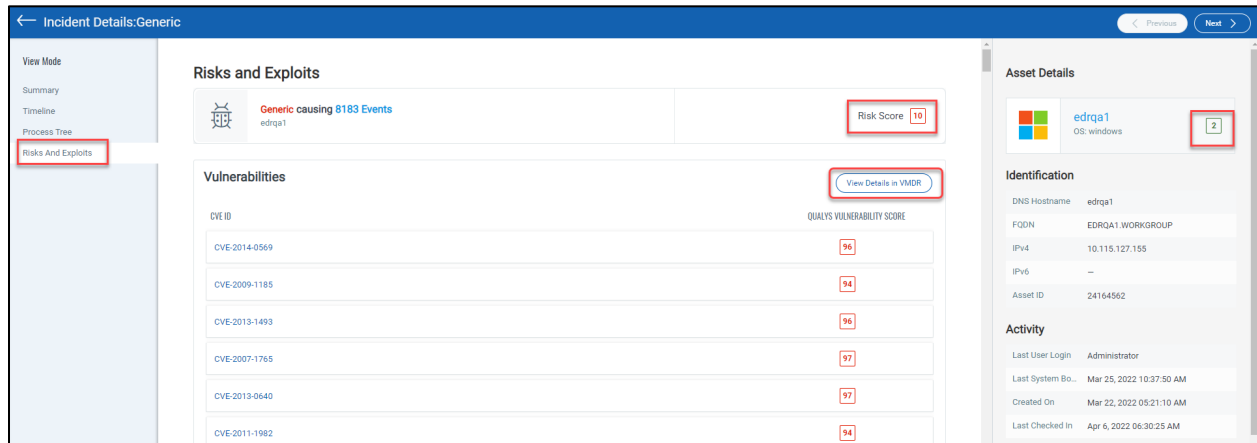 Incident Details:Generic
Previous
Next
View Mode
Summary
Timeline
Process Tree
Risks And Exploits
Risks and Exploits
Generic causing 8183 Events
edrqa1
Risk Score 10
Vulnerabilities
View Details in VMDR
CVE ID QUALYS VULNERABILITY SCORE
CVE-2014-0569 96
CVE-2009-1185 94
CVE-2013-1493 96
CVE-2007-1765 97
CVE-2013-0640 97
CVE-2011-1982 94
Asset Details
edrqa1
OS: windows
2
Identification
DNS Hostname edrqa1
FQDN EDRQA1.WORKGROUP
IPv4 10.115.127.155
IPv6 –
Asset ID 24164562
Activity
Last User Login Administrator
Last System Bo... Mar 25, 2022 10:37:50 AM
Created On Mar 22, 2022 05:21:10 AM
Last Checked In Apr 6, 2022 06:30:25 AM